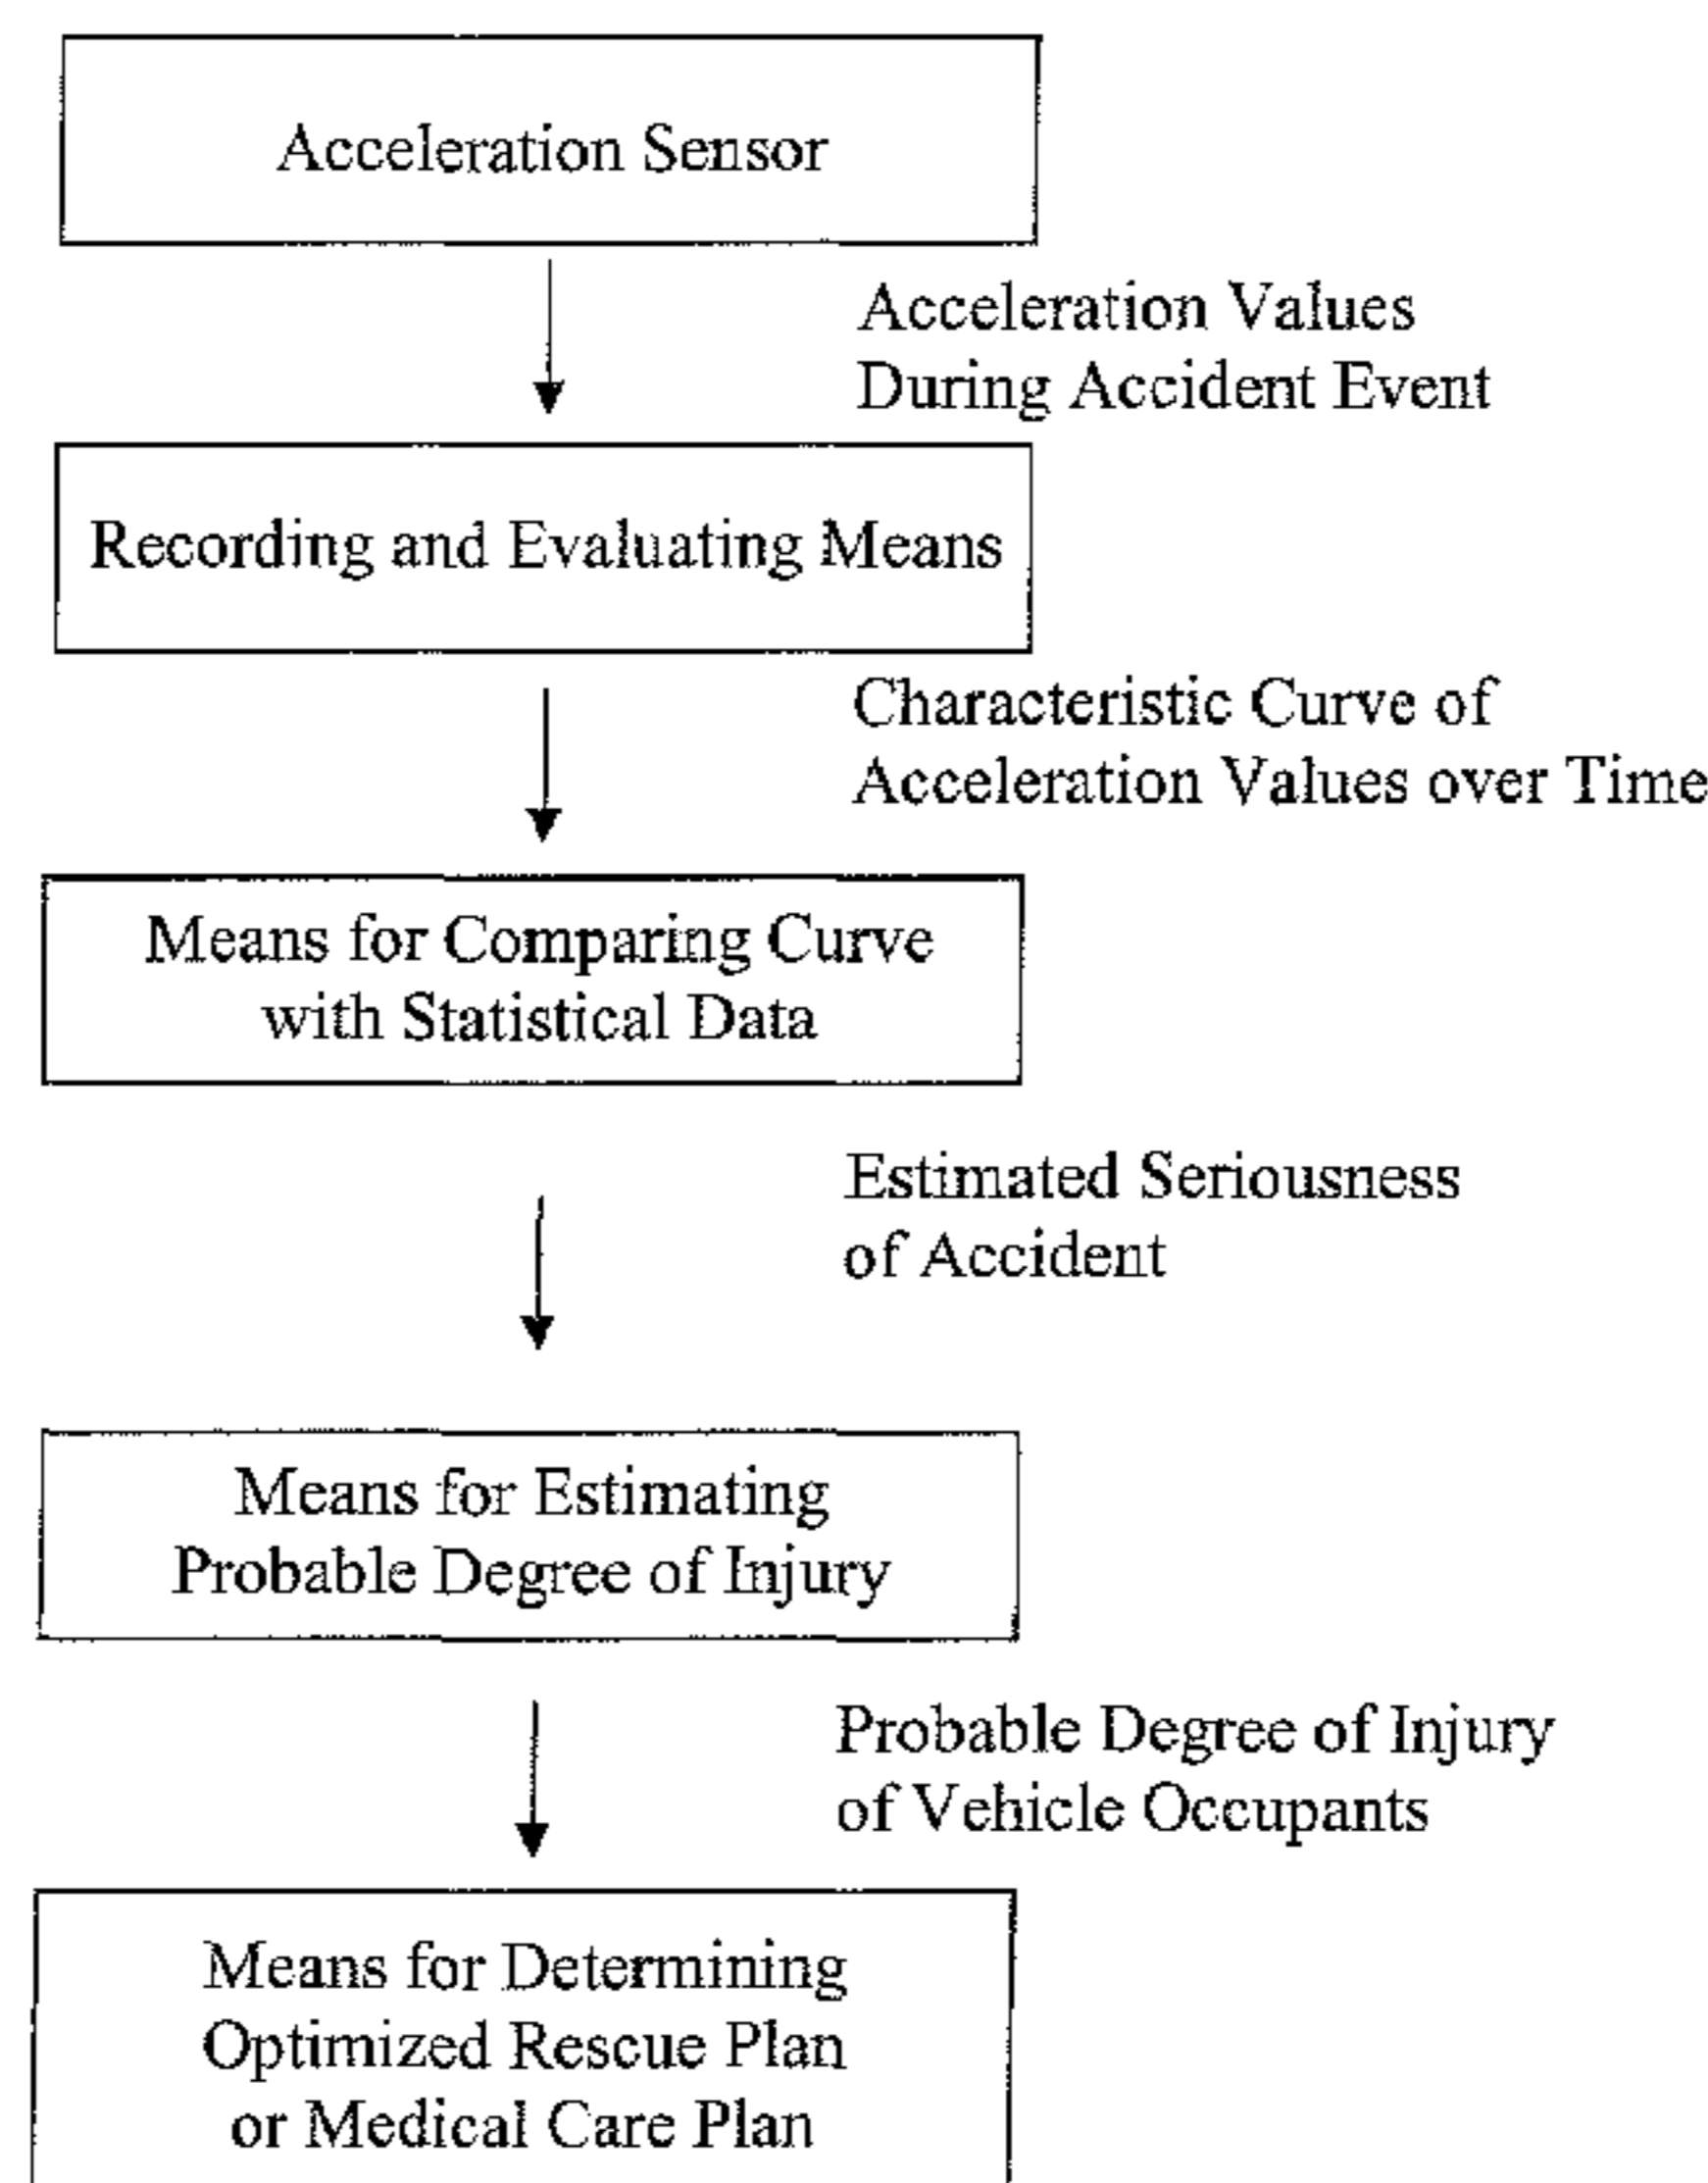 Acceleration Sensor
Acceleration Values
During Accident Event
Recording and Evaluating Means
Characteristic Curve of
Acceleration Values over Time
Means for Comparing Curve
with Statistical Data
Estimated Seriousness
of Accident
Means for Estimating
Probable Degree of Injury
Probable Degree of Injury
of Vehicle Occupants
Means for Determining
Optimized Rescue Plan
or Medical Care Plan